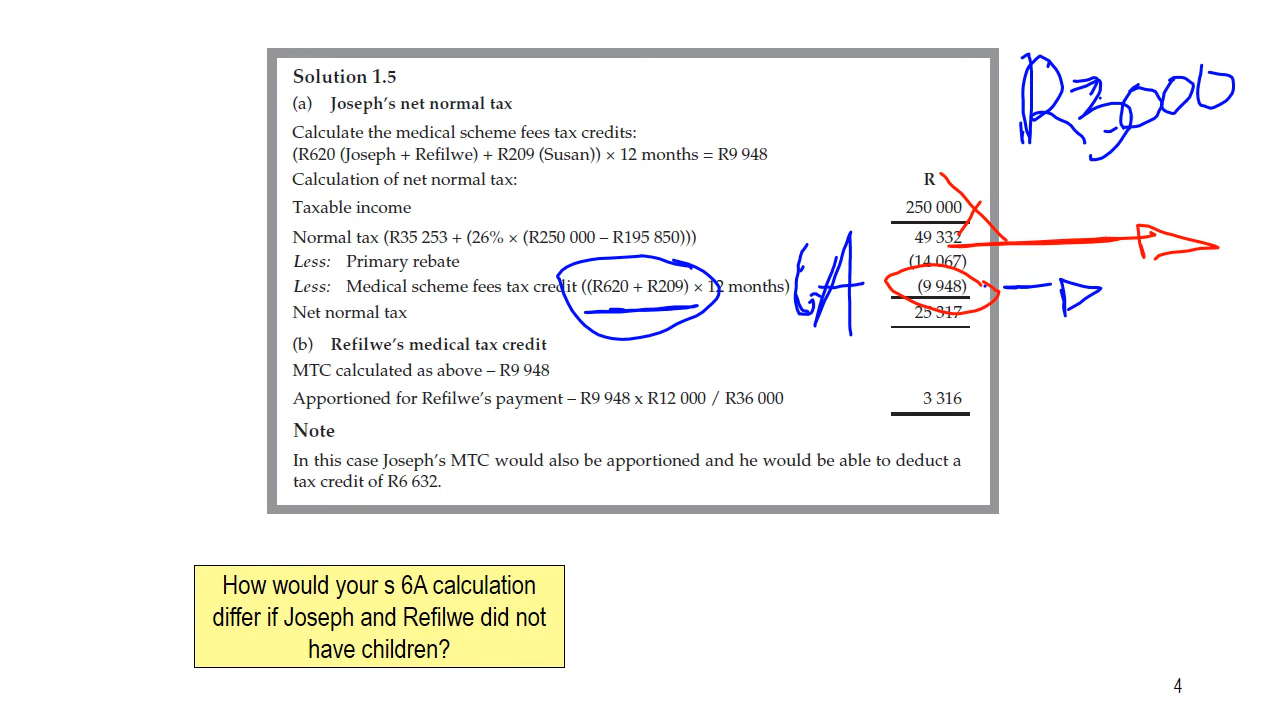 R3,000
Solution 1.5
(a) Joseph's net normal tax
Calculate the medical scheme fees tax credits:
(R620 (Joseph + Refilwe) + R209 (Susan)) × 12 months = R9 948
Calculation of net normal tax: R
Taxable income 250 000
Normal tax (R35 253 + (26% × (R250 000 – R195 850))) 49 332
Less: Primary rebate (14 067)
Less: Medical scheme fees tax credit ((R620 + R209) × 12 months) 6A (9 948)
Net normal tax 25 317
(b) Refilwe's medical tax credit
MTC calculated as above – R9 948
Apportioned for Refilwe's payment – R9 948 x R12 000 / R36 000 3 316
Note
In this case Joseph's MTC would also be apportioned and he would be able to deduct a
tax credit of R6 632.
How would your s 6A calculation
differ if Joseph and Refilwe did not
have children?
4